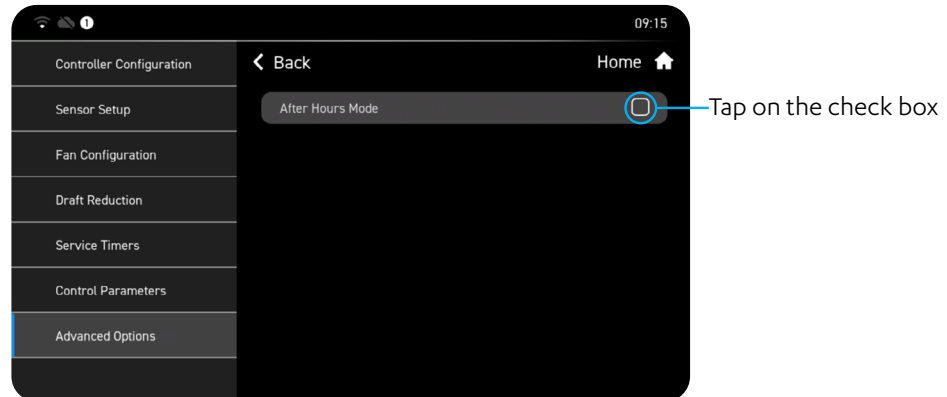 1
09:15
Controller Configuration
Sensor Setup
Fan Configuration
Draft Reduction
Service Timers
Control Parameters
Advanced Options
Back
Home
After Hours Mode
Tap on the check box